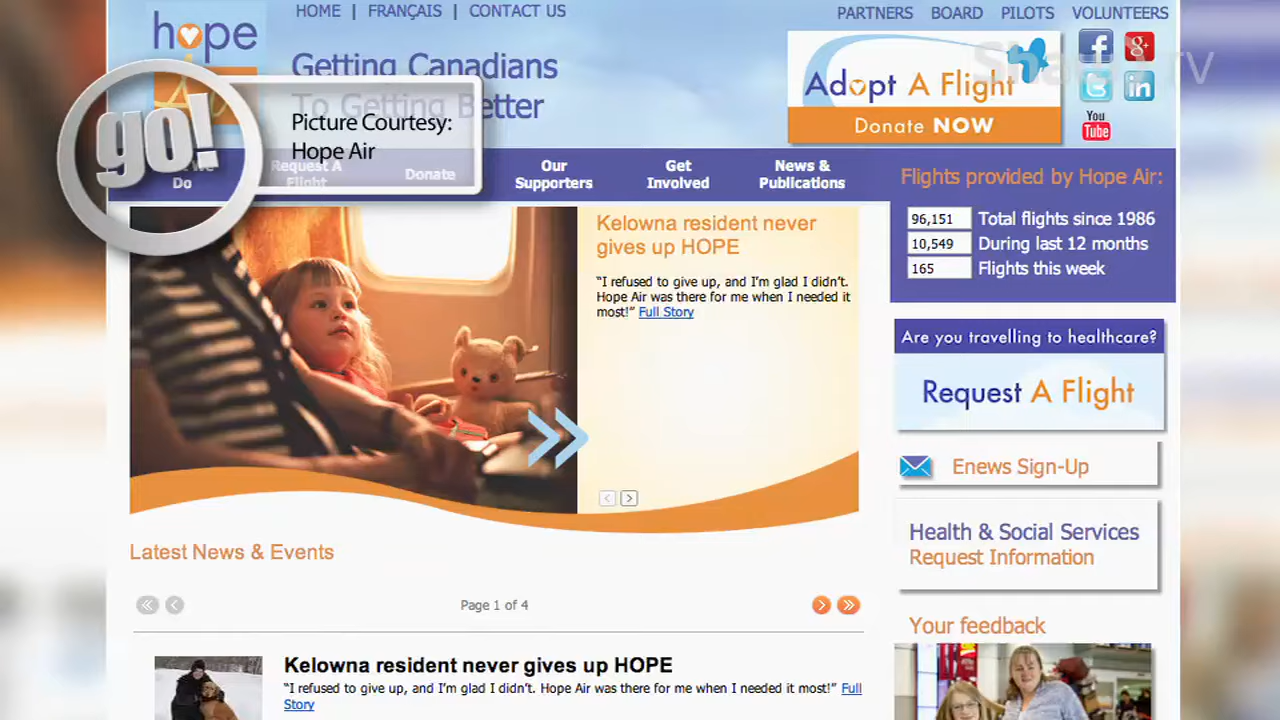 HOME | FRANÇAIS | CONTACT US
PARTNERS BOARD PILOTS VOLUNTEERS
hope
Getting Canadians
To Getting Better
Adopt A Flight
Donate NOW
You
Tube
go!
Picture Courtesy:
Hope Air
Do
Request A
Flight
Donate
Our
Supporters
Get
Involved
News &
Publications
Flights provided by Hope Air:
96,151 Total flights since 1986
10,549 During last 12 months
165 Flights this week
Kelowna resident never
gives up HOPE
“I refused to give up, and I’m glad I didn’t.
Hope Air was there for me when I needed it
most!” Full Story
Are you travelling to healthcare?
Request A Flight
Enews Sign-Up
Health & Social Services
Request Information
Latest News & Events
Page 1 of 4
Your feedback
Kelowna resident never gives up HOPE
“I refused to give up, and I’m glad I didn’t. Hope Air was there for me when I needed it most!” Full
Story